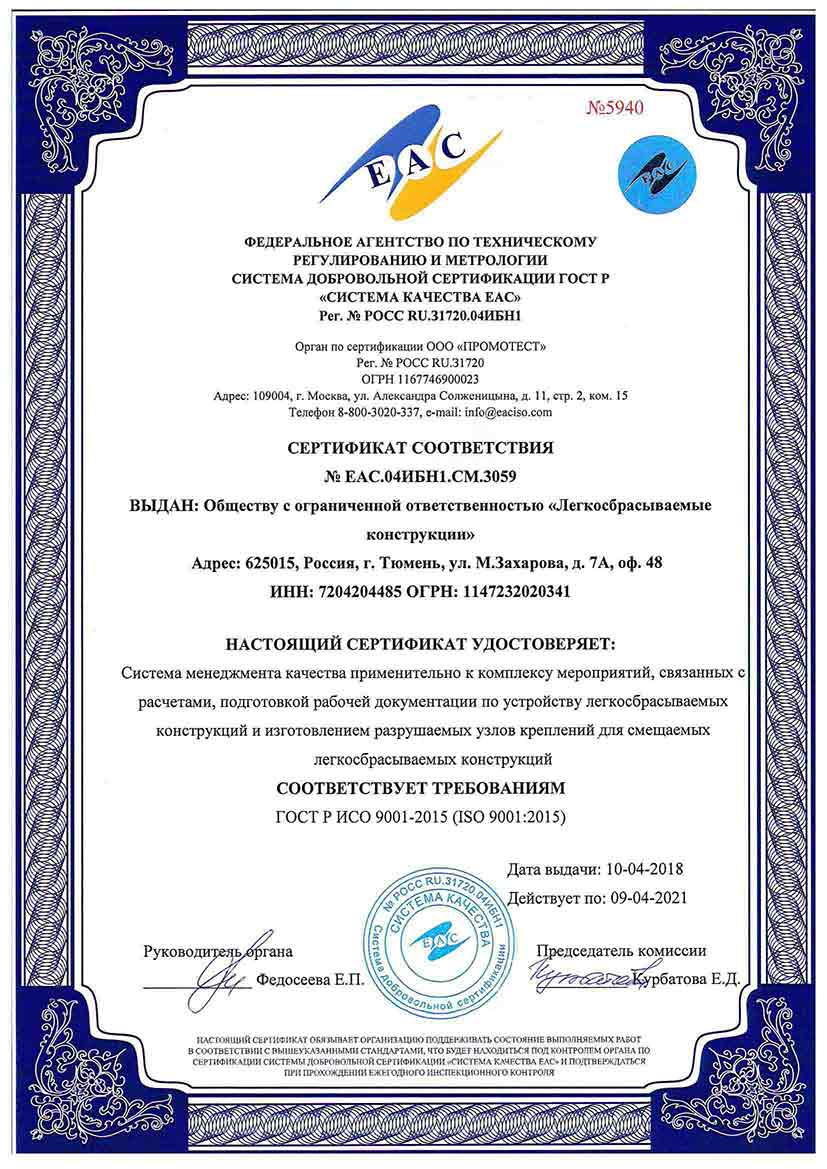 №5940
ЕАС
ЕАС
ФЕДЕРАЛЬНОЕ АГЕНТСТВО ПО ТЕХНИЧЕСКОМУ
РЕГУЛИРОВАНИЮ И МЕТРОЛОГИИ
СИСТЕМА ДОБРОВОЛЬНОЙ СЕРТИФИКАЦИИ ГОСТ Р
«СИСТЕМА КАЧЕСТВА ЕАС»
Рег. № РОСС RU.31720.04ИБН1
Орган по сертификации ООО «ПРОМОТЕСТ»
Рег. № РОСС RU.31720
ОГРН 1167746900023
Адрес: 109004, г. Москва, ул. Александра Солженицына, д. 11, стр. 2, ком. 15
Телефон 8-800-3020-337, e-mail: info@eaciso.com
СЕРТИФИКАТ СООТВЕТСТВИЯ
№ ЕАС.04ИБН1.СМ.3059
ВЫДАН: Обществу с ограниченной ответственностью «Легкосбрасываемые
конструкции»
Адрес: 625015, Россия, г. Тюмень, ул. М.Захарова, д. 7А, оф. 48
ИНН: 7204204485 ОГРН: 1147232020341
НАСТОЯЩИЙ СЕРТИФИКАТ УДОСТОВЕРЯЕТ:
Система менеджмента качества применительно к комплексу мероприятий, связанных с
расчетами, подготовкой рабочей документации по устройству легкосбрасываемых
конструкций и изготовлением разрушаемых узлов креплений для смещаемых
легкосбрасываемых конструкций
СООТВЕТСТВУЕТ ТРЕБОВАНИЯМ
ГОСТ Р ИСО 9001-2015 (ISO 9001:2015)
Дата выдачи: 10-04-2018
Действует по: 09-04-2021
№ РОСС RU.31720.04ИБН1
СИСТЕМА КАЧЕСТВА
ЕАС
Система добровольной сертификации
Руководитель органа
Федосеева Е.П.
Председатель комиссии
Курбатова Е.Д.
НАСТОЯЩИЙ СЕРТИФИКАТ ОБЯЗЫВАЕТ ОРГАНИЗАЦИЮ ПОДДЕРЖИВАТЬ СОСТОЯНИЕ ВЫПОЛНЯЕМЫХ РАБОТ
В СООТВЕТСТВИИ С ВЫШЕУКАЗАННЫМИ СТАНДАРТАМИ, ЧТО БУДЕТ НАХОДИТЬСЯ ПОД КОНТРОЛЕМ ОРГАНА ПО
СЕРТИФИКАЦИИ СИСТЕМЫ ДОБРОВОЛЬНОЙ СЕРТИФИКАЦИИ «СИСТЕМА КАЧЕСТВА ЕАС» И ПОДТВЕРЖДАТЬСЯ
ПРИ ПРОХОЖДЕНИИ ЕЖЕГОДНОГО ИНСПЕКЦИОННОГО КОНТРОЛЯ